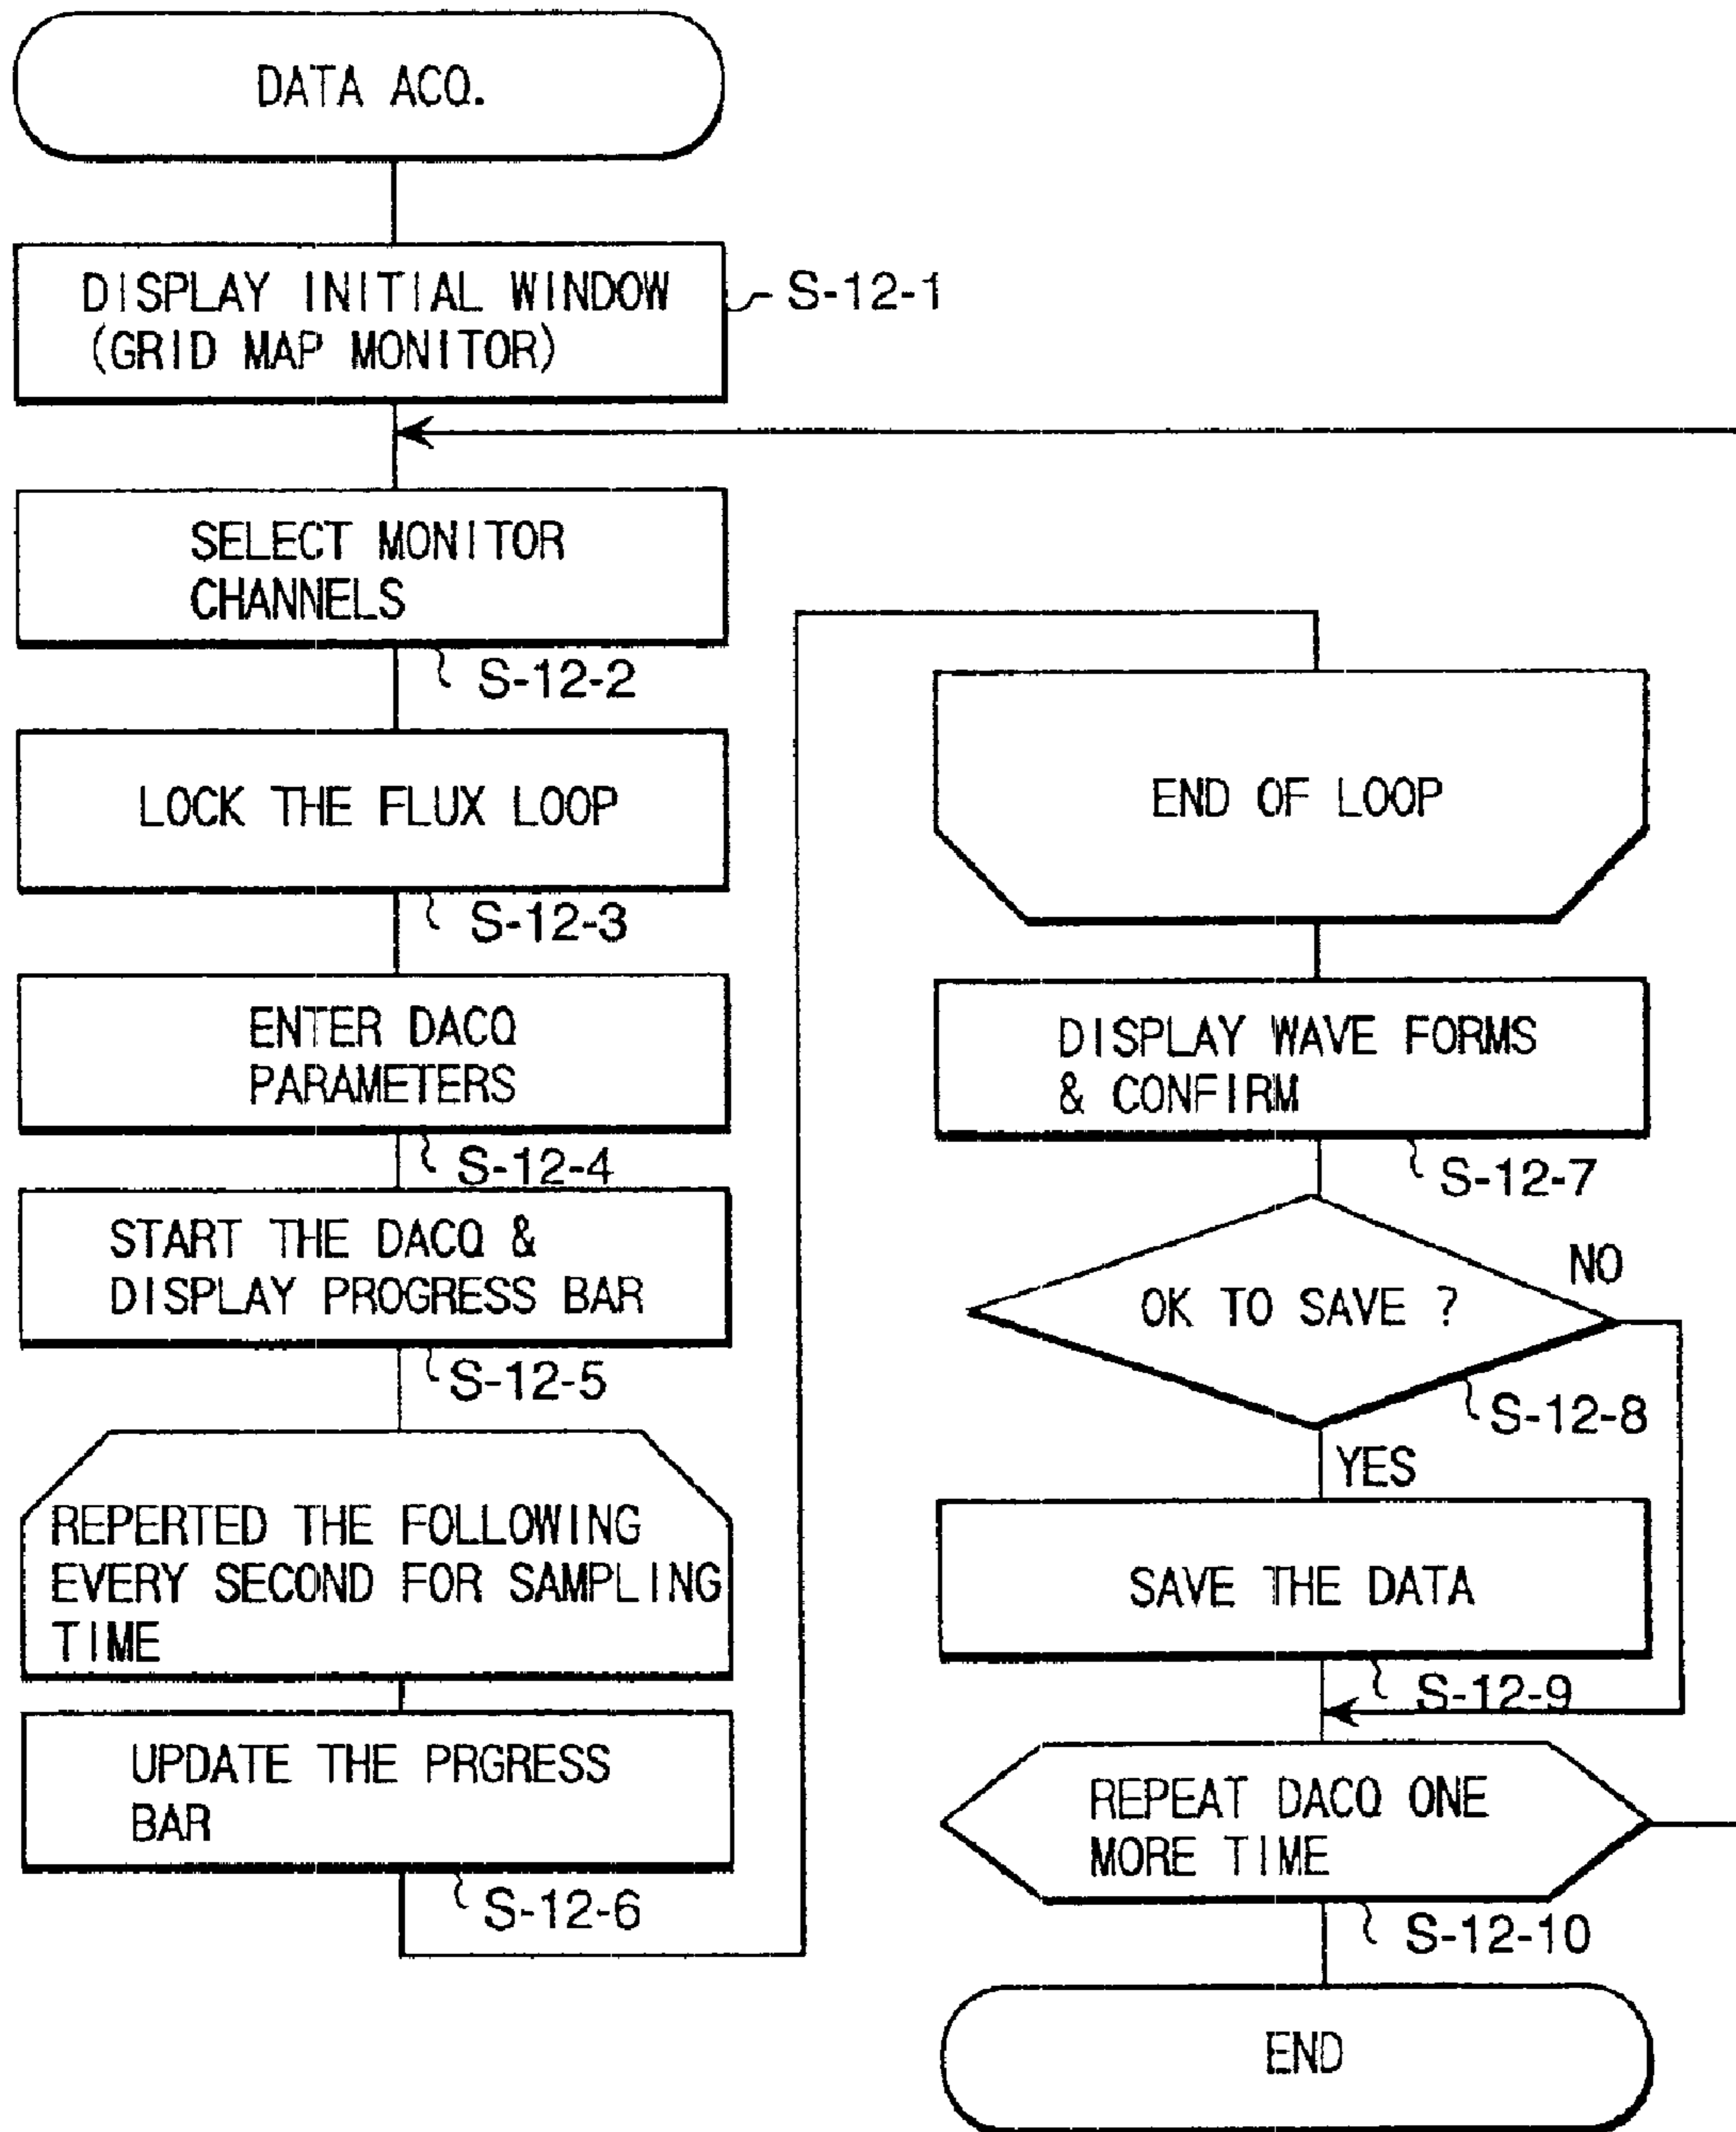 DATA ACQ.
DISPLAY INITIAL WINDOW
(GRID MAP MONITOR)
S-12-1
SELECT MONITOR
CHANNELS
S-12-2
LOCK THE FLUX LOOP
S-12-3
ENTER DACQ
PARAMETERS
S-12-4
START THE DACQ &
DISPLAY PROGRESS BAR
S-12-5
REPERTED THE FOLLOWING
EVERY SECOND FOR SAMPLING
TIME
UPDATE THE PRGRESS
BAR
S-12-6
END OF LOOP
DISPLAY WAVE FORMS
& CONFIRM
S-12-7
OK TO SAVE ?
NO
S-12-8
YES
SAVE THE DATA
S-12-9
REPEAT DACQ ONE
MORE TIME
S-12-10
END